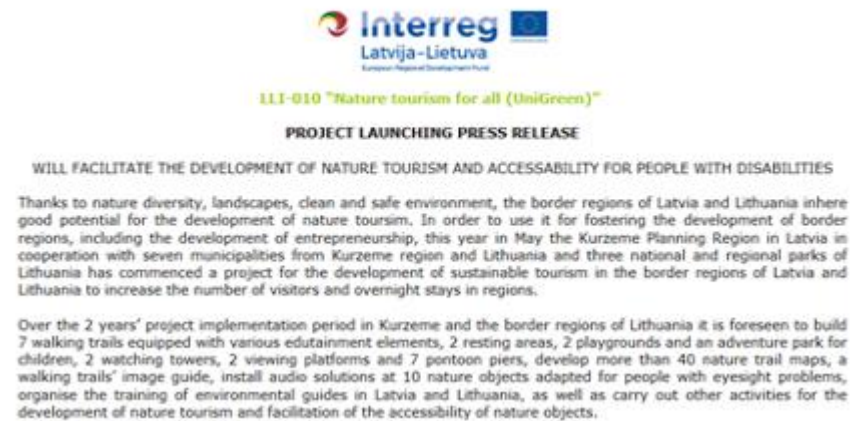 Interreg
Latvija-Lietuva
European Regional Development Fund
LLI-010 "Nature tourism for all (UniGreen)"
PROJECT LAUNCHING PRESS RELEASE
WILL FACILITATE THE DEVELOPMENT OF NATURE TOURISM AND ACCESSABILITY FOR PEOPLE WITH DISABILITIES
Thanks to nature diversity, landscapes, clean and safe environment, the border regions of Latvia and Lithuania inhere
good potential for the development of nature toursim. In order to use it for fostering the development of border
regions, including the development of entrepreneurship, this year in May the Kurzeme Planning Region in Latvia in
cooperation with seven municipalities from Kurzeme region and Lithuania and three national and regional parks of
Lithuania has commenced a project for the development of sustainable tourism in the border regions of Latvia and
Lithuania to increase the number of visitors and overnight stays in regions.
Over the 2 years' project implementation period in Kurzeme and the border regions of Lithuania it is foreseen to build
7 walking trails equipped with various edutainment elements, 2 resting areas, 2 playgrounds and an adventure park for
children, 2 watching towers, 2 viewing platforms and 7 pontoon piers, develop more than 40 nature trail maps, a
walking trails' image guide, install audio solutions at 10 nature objects adapted for people with eyesight problems,
organise the training of environmental guides in Latvia and Lithuania, as well as carry out other activities for the
development of nature tourism and facilitation of the accessibility of nature objects.